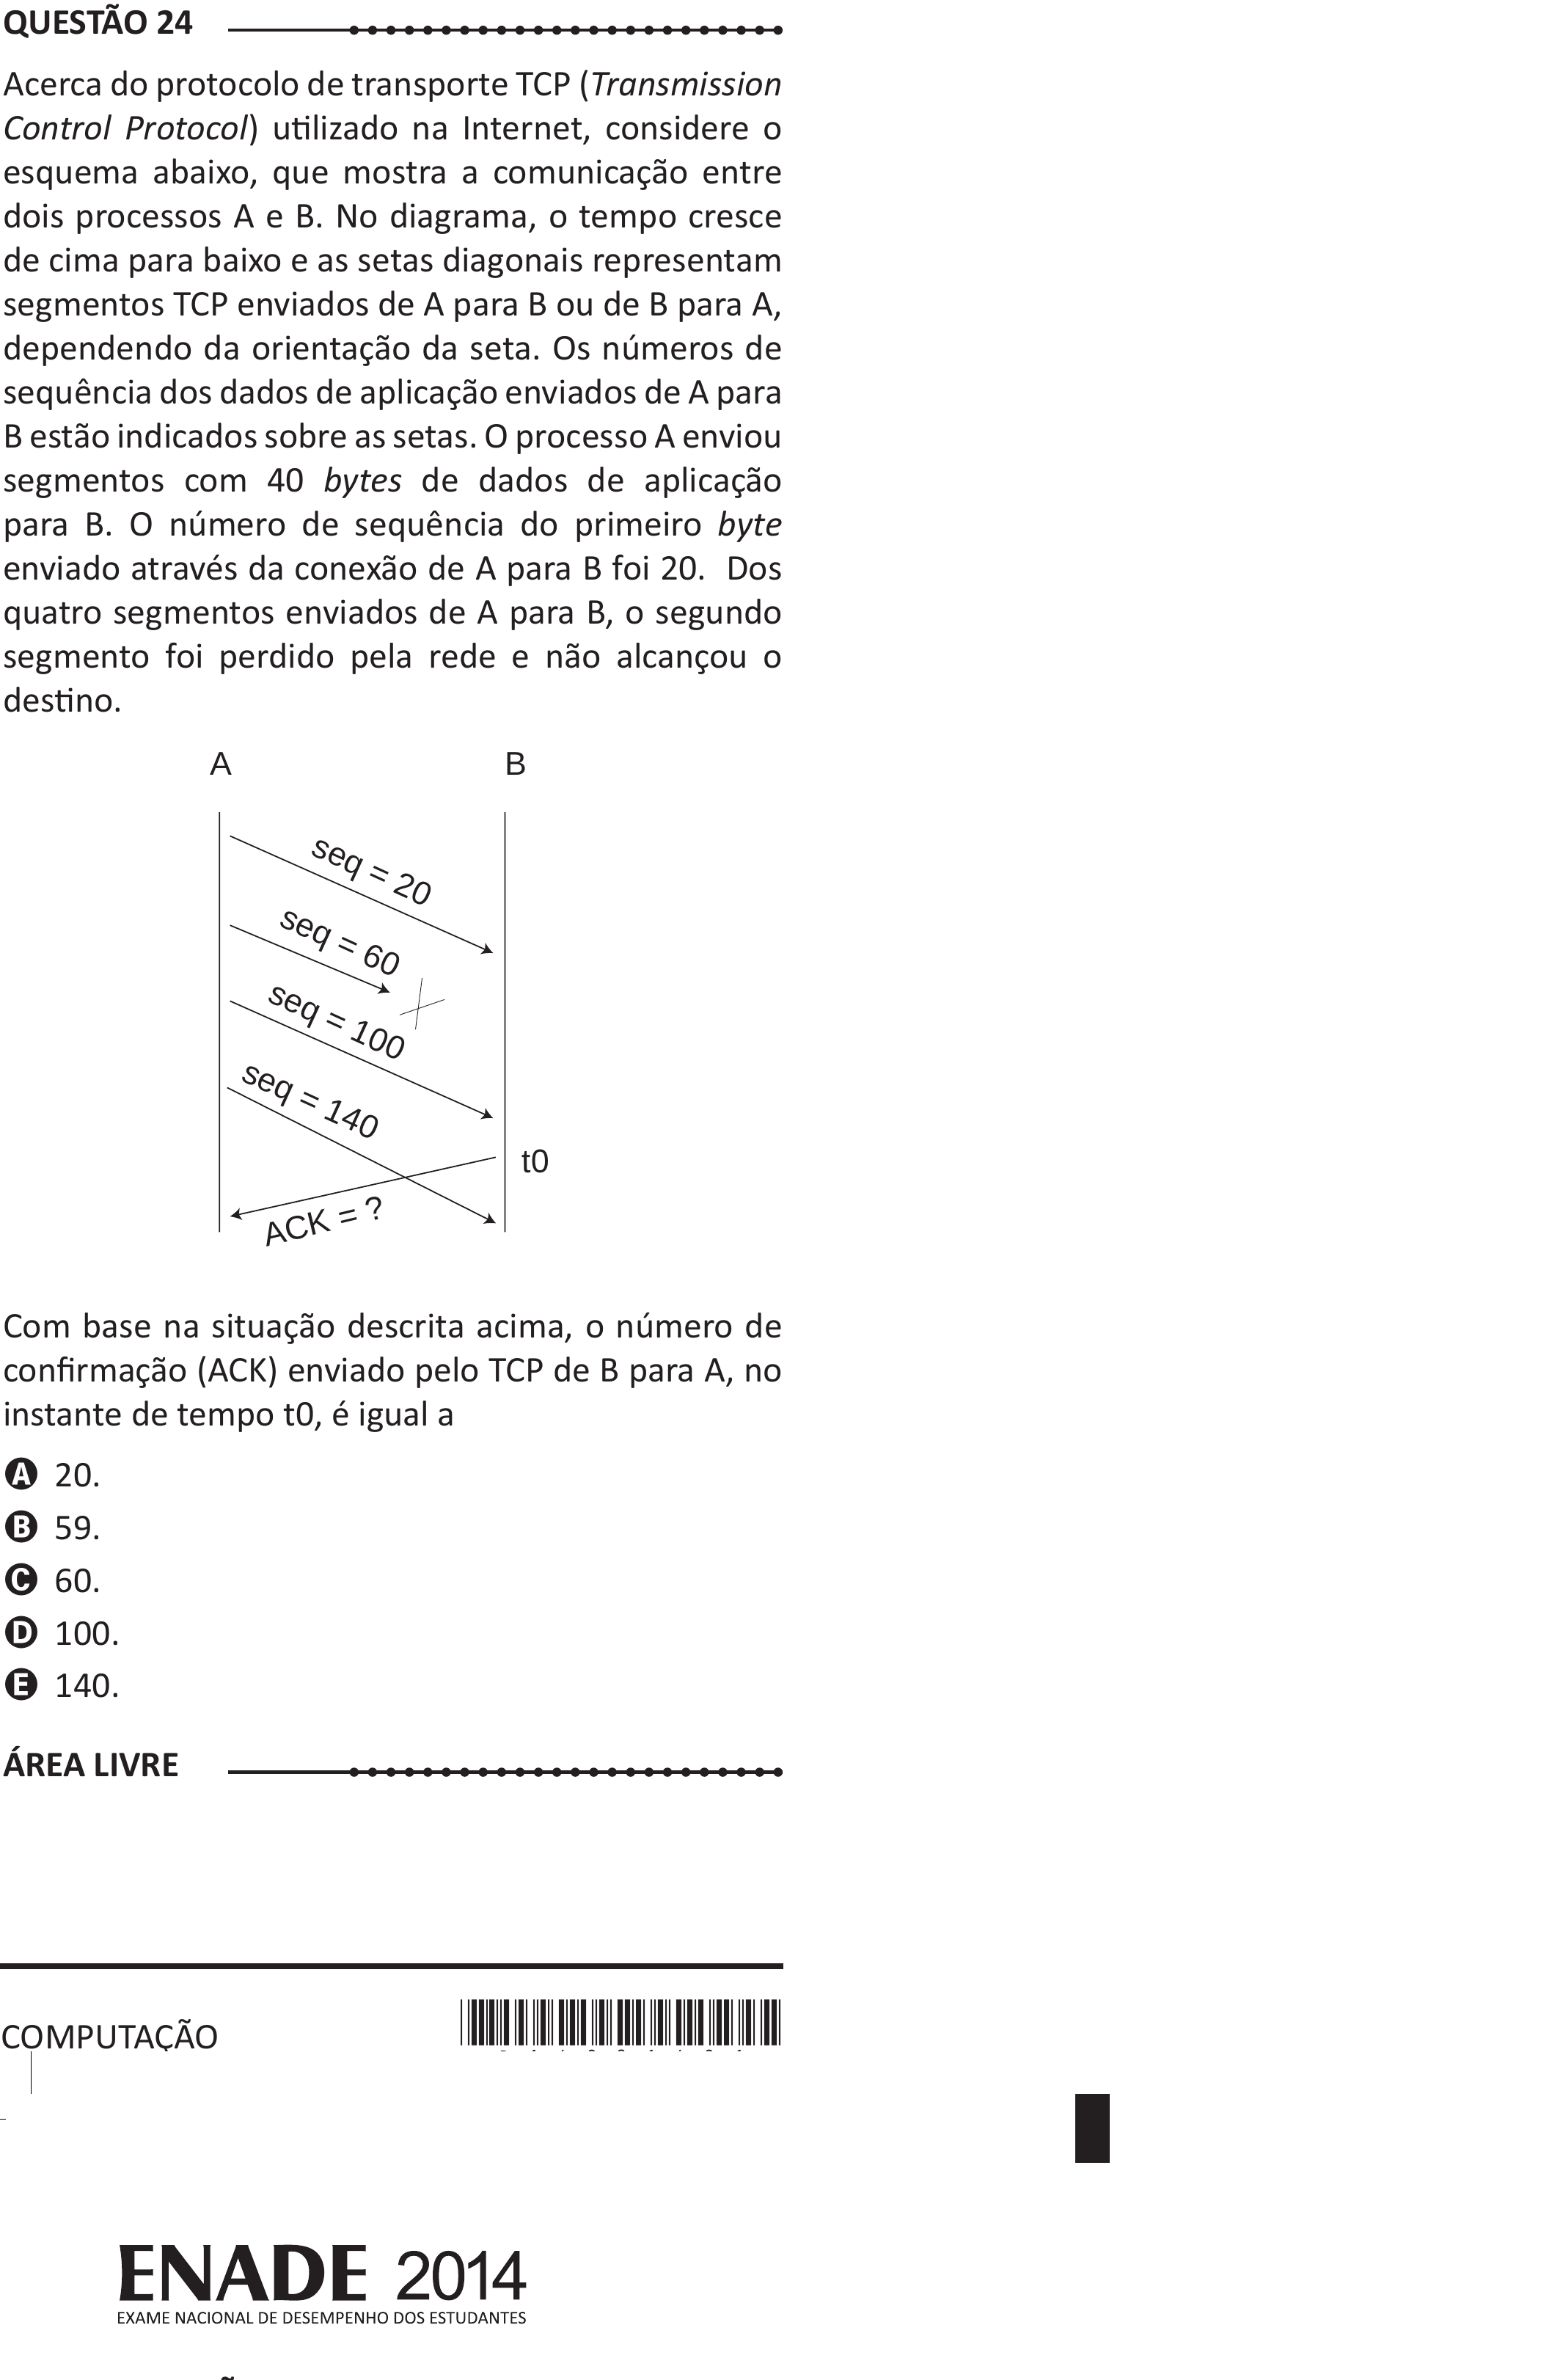 QUESTÃO 24
Acerca do protocolo de transporte TCP (Transmission
Control Protocol) utilizado na Internet, considere o
esquema abaixo, que mostra a comunicação entre
dois processos A e B. No diagrama, o tempo cresce
de cima para baixo e as setas diagonais representam
segmentos TCP enviados de A para B ou de B para A,
dependendo da orientação da seta. Os números de
sequência dos dados de aplicação enviados de A para
B estão indicados sobre as setas. O processo A enviou
segmentos com 40 bytes de dados de aplicação
para B. O número de sequência do primeiro byte
enviado através da conexão de A para B foi 20. Dos
quatro segmentos enviados de A para B, o segundo
segmento foi perdido pela rede e não alcançou o
destino.
A B
seq = 20
seq = 60
seq = 100
seq = 140
t0
ACK = ?
Com base na situação descrita acima, o número de
confirmação (ACK) enviado pelo TCP de B para A, no
instante de tempo t0, é igual a
A 20.
B 59.
C 60.
D 100.
E 140.
ÁREA LIVRE
COMPUTAÇÃO
ENADE 2014
EXAME NACIONAL DE DESEMPENHO DOS ESTUDANTES